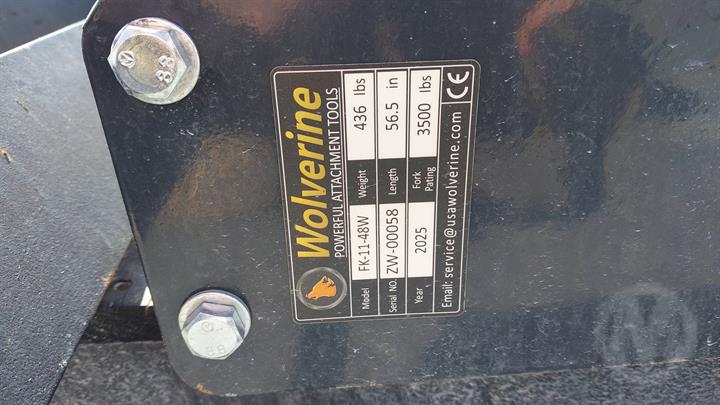 Wolverine
POWERFUL ATTACHMENT TOOLS
Model FK-11-48W Weight 436 lbs
Serial NO. ZW-00058 Length 56.5 in
Year 2025 Fork Pating 3500 lbs
Email: service@usawolverine.com CE
8.8
8.8